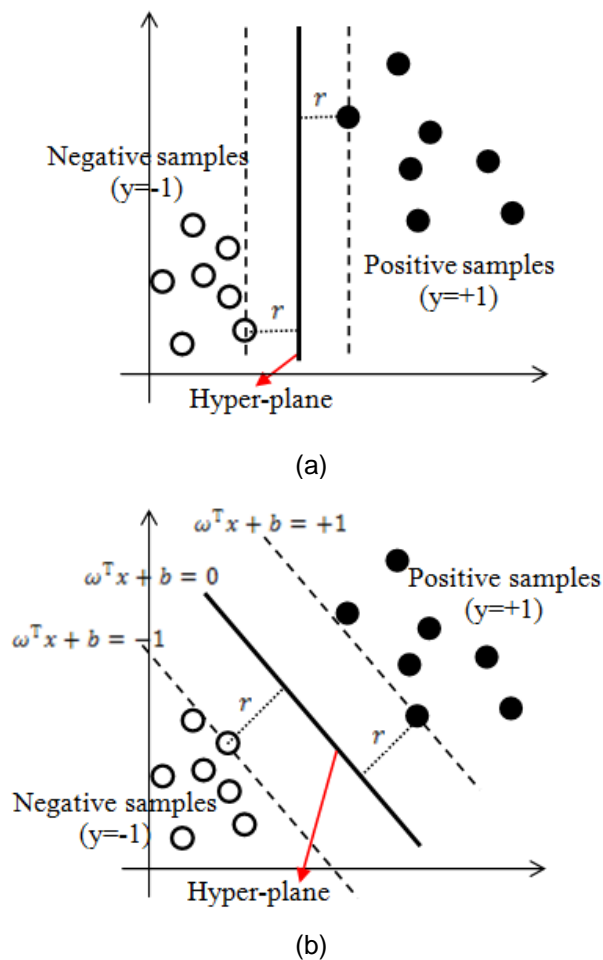 r
Negative samples
(y=-1)
Positive samples
(y=+1)
r
Hyper-plane
(a)
ωᵀx + b = +1
ωᵀx + b = 0
Positive samples
(y=+1)
ωᵀx + b = −1
r
r
Negative samples
(y=-1)
Hyper-plane
(b)